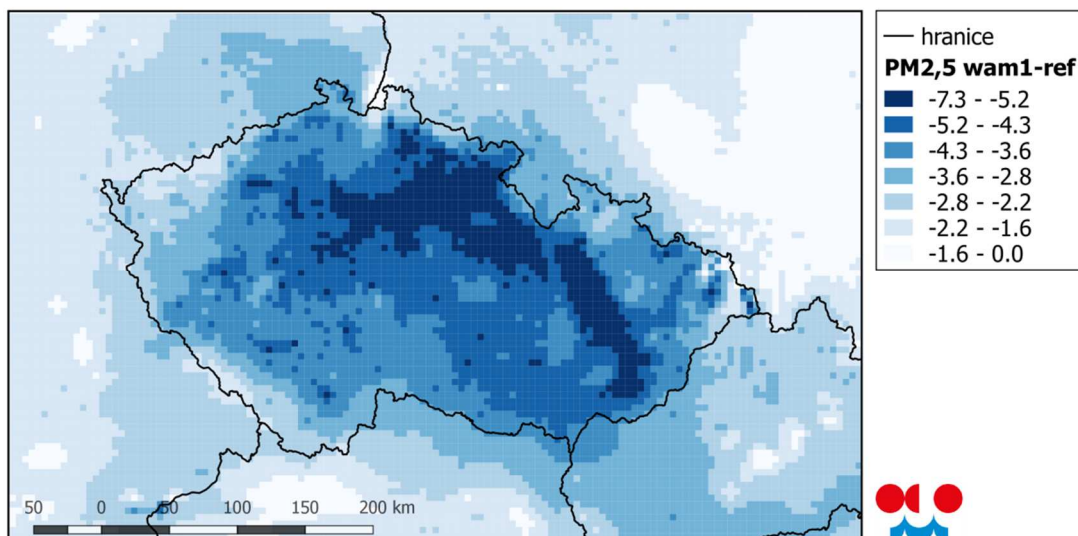 hranice
PM2,5 wam1-ref
-7.3 - -5.2
-5.2 - -4.3
-4.3 - -3.6
-3.6 - -2.8
-2.8 - -2.2
-2.2 - -1.6
-1.6 - 0.0
50 0 50 100 150 200 km